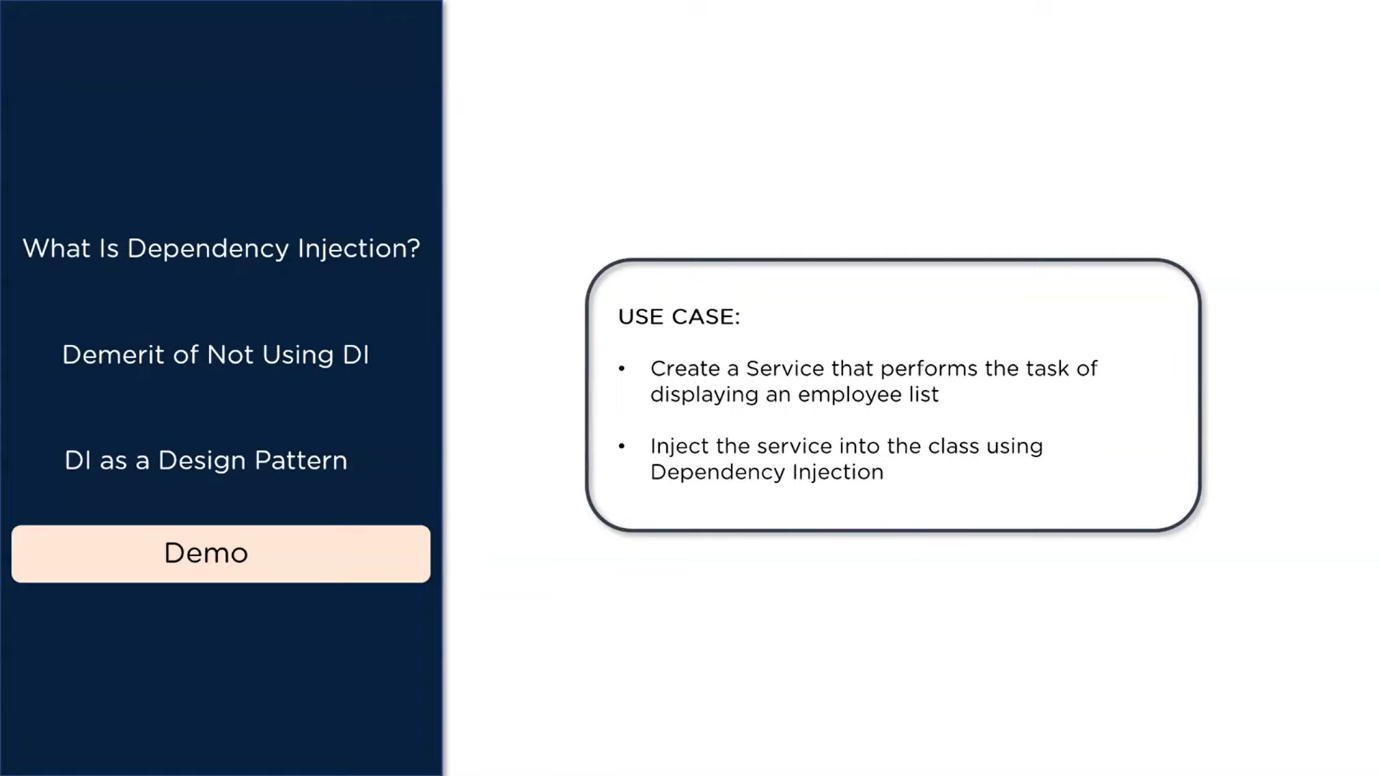 What Is Dependency Injection?
Demerit of Not Using DI
DI as a Design Pattern
Demo
USE CASE:
• Create a Service that performs the task of
displaying an employee list
• Inject the service into the class using
Dependency Injection